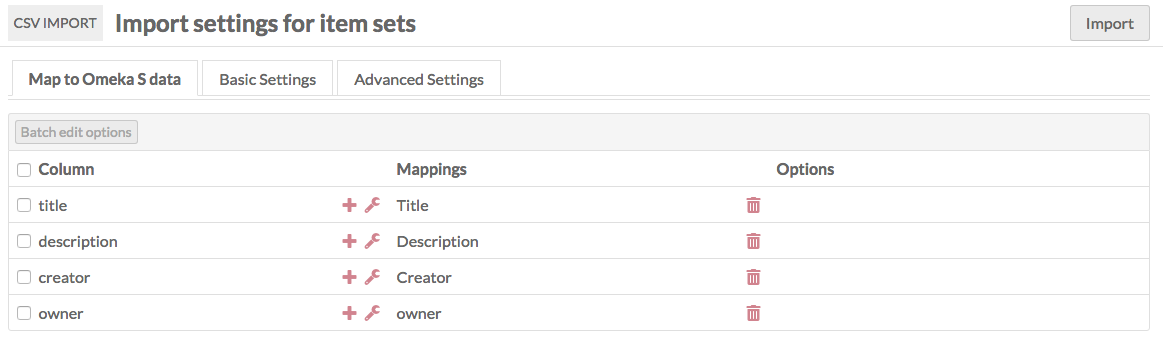 CSV IMPORT Import settings for item sets Import
Map to Omeka S data Basic Settings Advanced Settings
Batch edit options
Column Mappings Options
title Title
description Description
creator Creator
owner owner